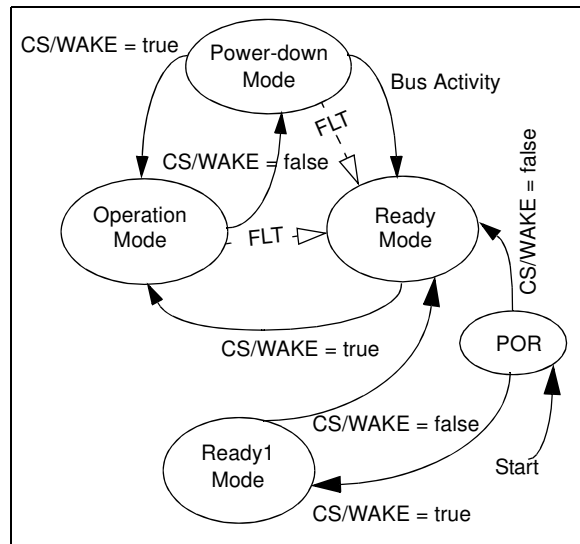 CS/WAKE = true
Power-down
Mode
Bus Activity
FLT
CS/WAKE = false
Operation
Mode
FLT
Ready
Mode
CS/WAKE = false
CS/WAKE = true
POR
CS/WAKE = false
Ready1
Mode
Start
CS/WAKE = true